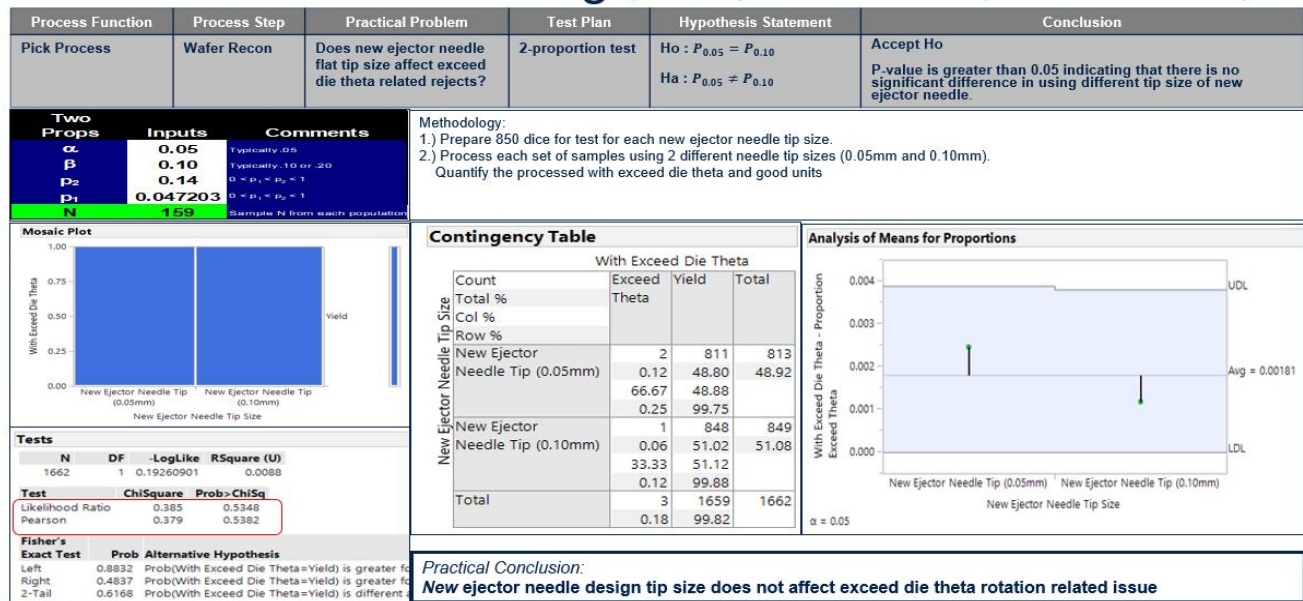 Process Function Process Step Practical Problem Test Plan Hypothesis Statement Conclusion
Pick Process Wafer Recon Does new ejector needle flat tip size affect exceed die theta related rejects? 2-proportion test Ho : P0.05 = P0.10
Ha : P0.05 ≠ P0.10
Accept Ho
P-value is greater than 0.05 indicating that there is no
significant difference in using different tip size of new
ejector needle.
Two
Props Inputs Comments
α 0.05 Typically .05
β 0.10 Typically .10 or .20
p2 0.14 0 < p1 < p2 < 1
p1 0.047203 0 < p1 < p2 < 1
N 159 Sample N from each population
Methodology:
1.) Prepare 850 dice for test for each new ejector needle tip size.
2.) Process each set of samples using 2 different needle tip sizes (0.05mm and 0.10mm).
Quantify the processed with exceed die theta and good units
Mosaic Plot
With Exceed Die Theta
1.00
0.75
0.50
0.25
0.00
Yield
New Ejector Needle Tip New Ejector Needle Tip
(0.05mm) (0.10mm)
New Ejector Needle Tip Size
Tests
N DF -LogLike RSquare (U)
1662 1 0.19260901 0.0088
Test ChiSquare Prob>ChiSq
Likelihood Ratio 0.385 0.5348
Pearson 0.379 0.5382
Fisher's
Exact Test Prob Alternative Hypothesis
Left 0.8832 Prob(With Exceed Die Theta=Yield) is greater fo
Right 0.4837 Prob(With Exceed Die Theta=Yield) is greater fo
2-Tail 0.6168 Prob(With Exceed Die Theta=Yield) is different
Contingency Table
With Exceed Die Theta
New Ejector Needle Tip Size
Count Exceed Yield Total
Total % Theta
Col %
Row %
New Ejector 2 811 813
Needle Tip (0.05mm) 0.12 48.80 48.92
66.67 48.88
0.25 99.75
New Ejector 1 848 849
Needle Tip (0.10mm) 0.06 51.02 51.08
33.33 51.12
0.12 99.88
Total 3 1659 1662
0.18 99.82
Analysis of Means for Proportions
With Exceed Die Theta - Proportion
Exceed Theta
0.004
0.003
0.002
0.001
0.000
UDL
Avg = 0.00181
LDL
New Ejector Needle Tip (0.05mm) New Ejector Needle Tip (0.10mm)
New Ejector Needle Tip Size
α = 0.05
Practical Conclusion:
New ejector needle design tip size does not affect exceed die theta rotation related issue